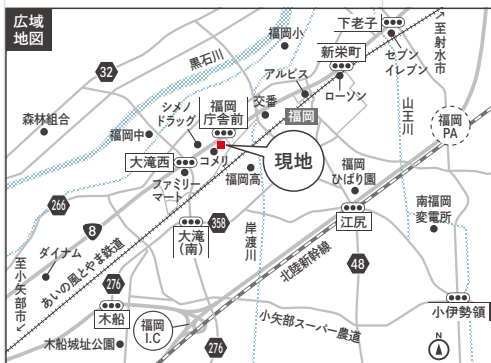 広域
地図
福岡小
下老子
至射水市
黒石川
新栄町
セブン
イレブン
32
アルビス
ローソン
シメノ
ドラッグ
福岡
庁舎前
交番
福岡
山王川
福岡
PA
森林組合
福岡中
大滝西
コメリ
現地
ファミリー
マート
福岡高
福岡
ひばり園
266
358
江尻
南福岡
変電所
8
大滝
(南)
岸渡川
ダイナム
あいの風とやま鉄道
北陸新幹線
48
至小矢部市
276
木船
福岡
I.C
小矢部スーパー農道
小伊勢領
木船城址公園
276
N